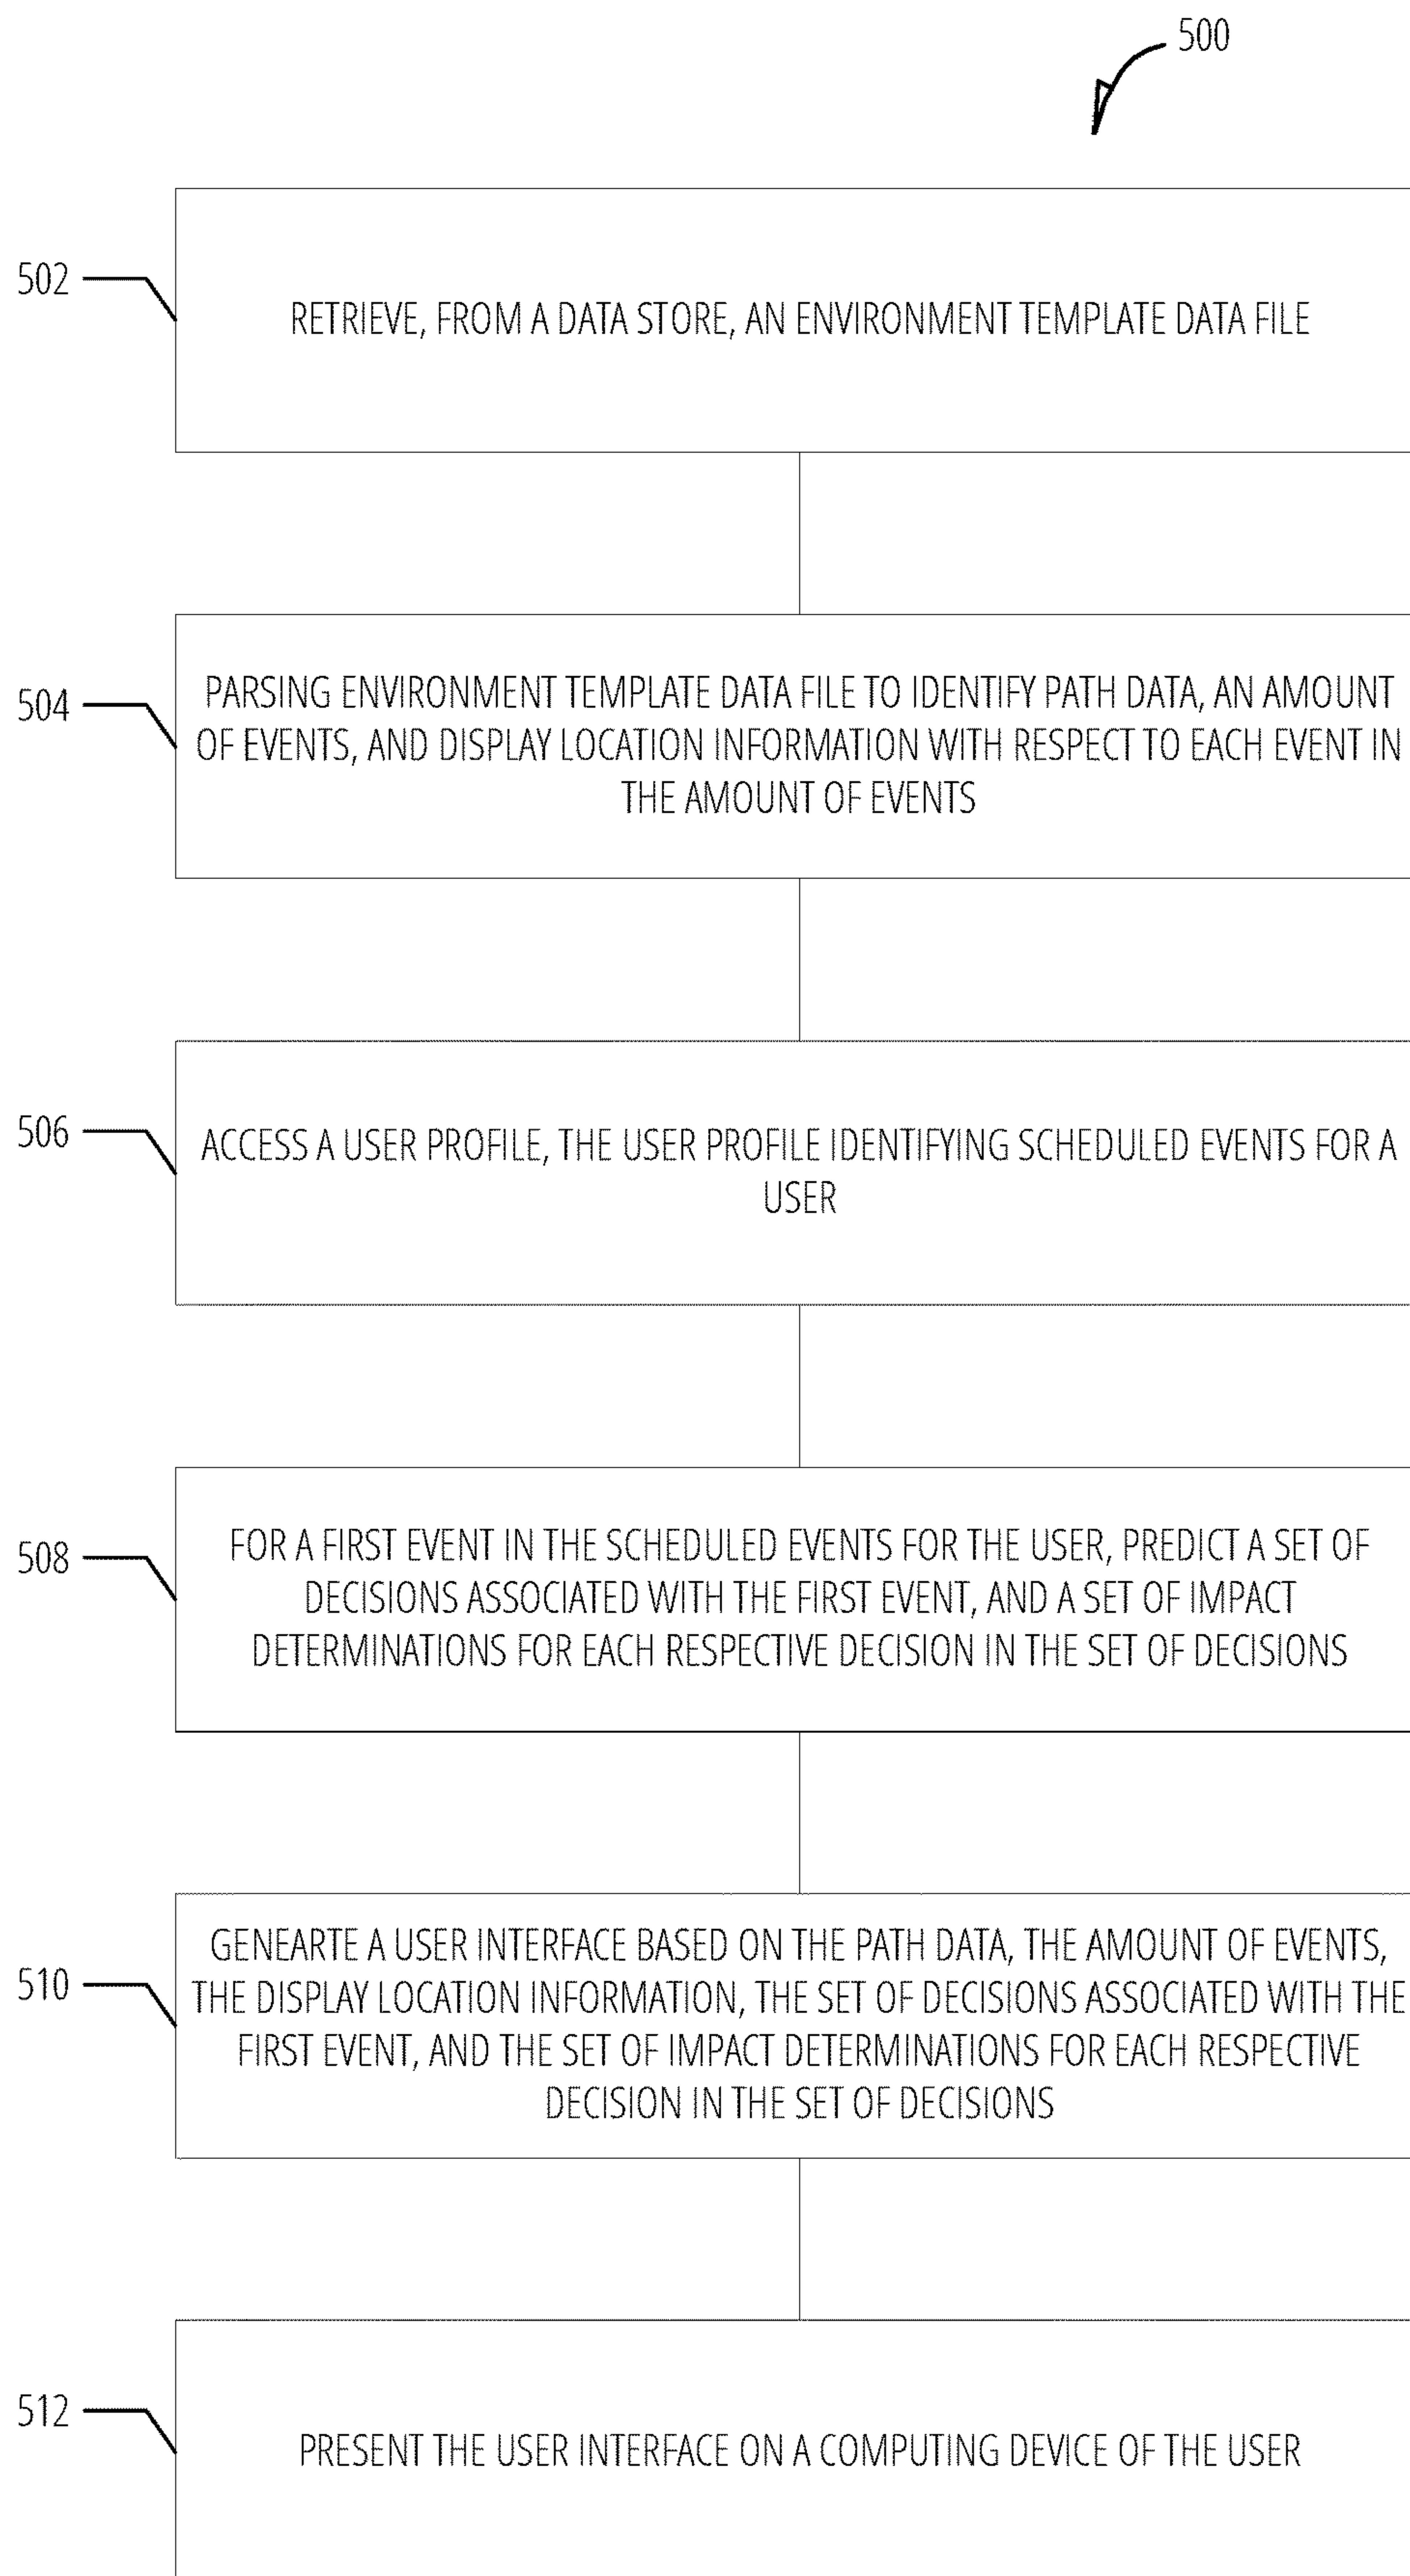 500
502
RETRIEVE, FROM A DATA STORE, AN ENVIRONMENT TEMPLATE DATA FILE
504
PARSING ENVIRONMENT TEMPLATE DATA FILE TO IDENTIFY PATH DATA, AN AMOUNT
OF EVENTS, AND DISPLAY LOCATION INFORMATION WITH RESPECT TO EACH EVENT IN
THE AMOUNT OF EVENTS
506
ACCESS A USER PROFILE, THE USER PROFILE IDENTIFYING SCHEDULED EVENTS FOR A
USER
508
FOR A FIRST EVENT IN THE SCHEDULED EVENTS FOR THE USER, PREDICT A SET OF
DECISIONS ASSOCIATED WITH THE FIRST EVENT, AND A SET OF IMPACT
DETERMINATIONS FOR EACH RESPECTIVE DECISION IN THE SET OF DECISIONS
510
GENEARTE A USER INTERFACE BASED ON THE PATH DATA, THE AMOUNT OF EVENTS,
THE DISPLAY LOCATION INFORMATION, THE SET OF DECISIONS ASSOCIATED WITH THE
FIRST EVENT, AND THE SET OF IMPACT DETERMINATIONS FOR EACH RESPECTIVE
DECISION IN THE SET OF DECISIONS
512
PRESENT THE USER INTERFACE ON A COMPUTING DEVICE OF THE USER